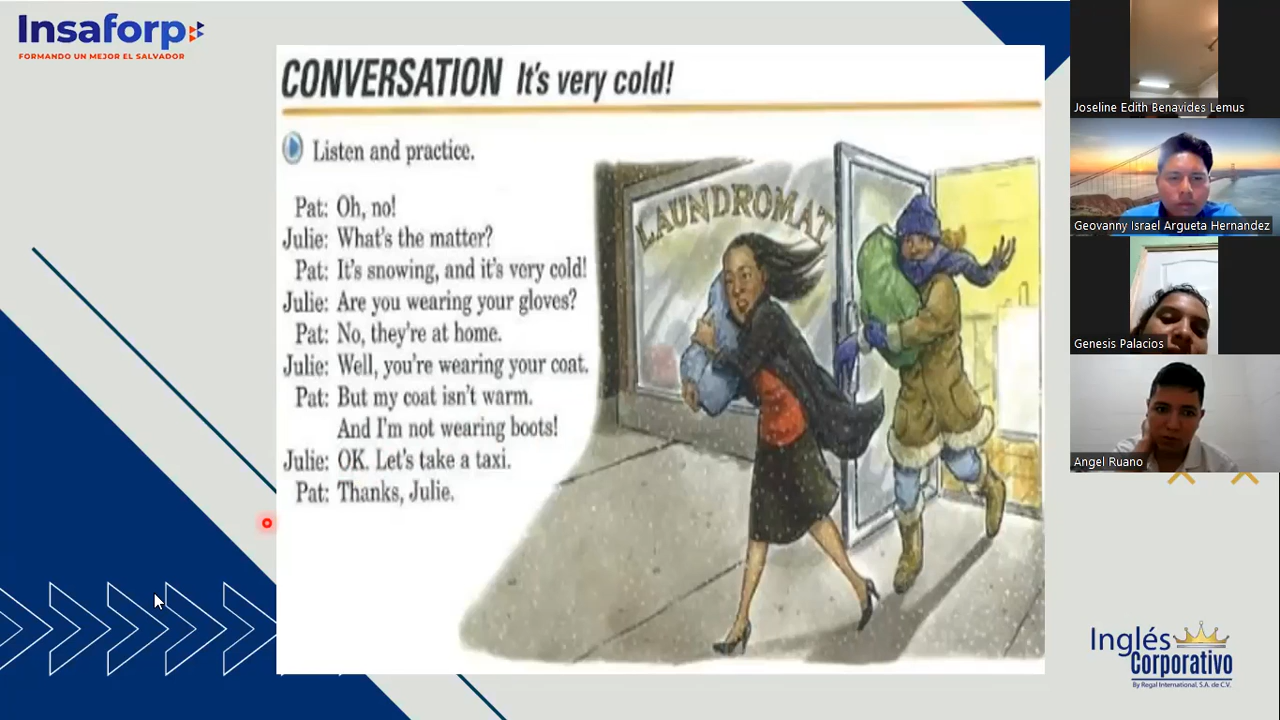 Insaforp
FORMANDO UN MEJOR EL SALVADOR
CONVERSATION It's very cold!
Listen and practice.
Pat: Oh, no!
Julie: What's the matter?
Pat: It's snowing, and it's very cold!
Julie: Are you wearing your gloves?
Pat: No, they're at home.
Julie: Well, you're wearing your coat.
Pat: But my coat isn't warm.
And I'm not wearing boots!
Julie: OK. Let's take a taxi.
Pat: Thanks, Julie.
LAUNDROMAT
Joseline Edith Benavides Lemus
Geovanny Israel Argueta Hernandez
Genesis Palacios
Angel Ruano
Inglés
Corporativo
By Regal International, S.A. de C.V.